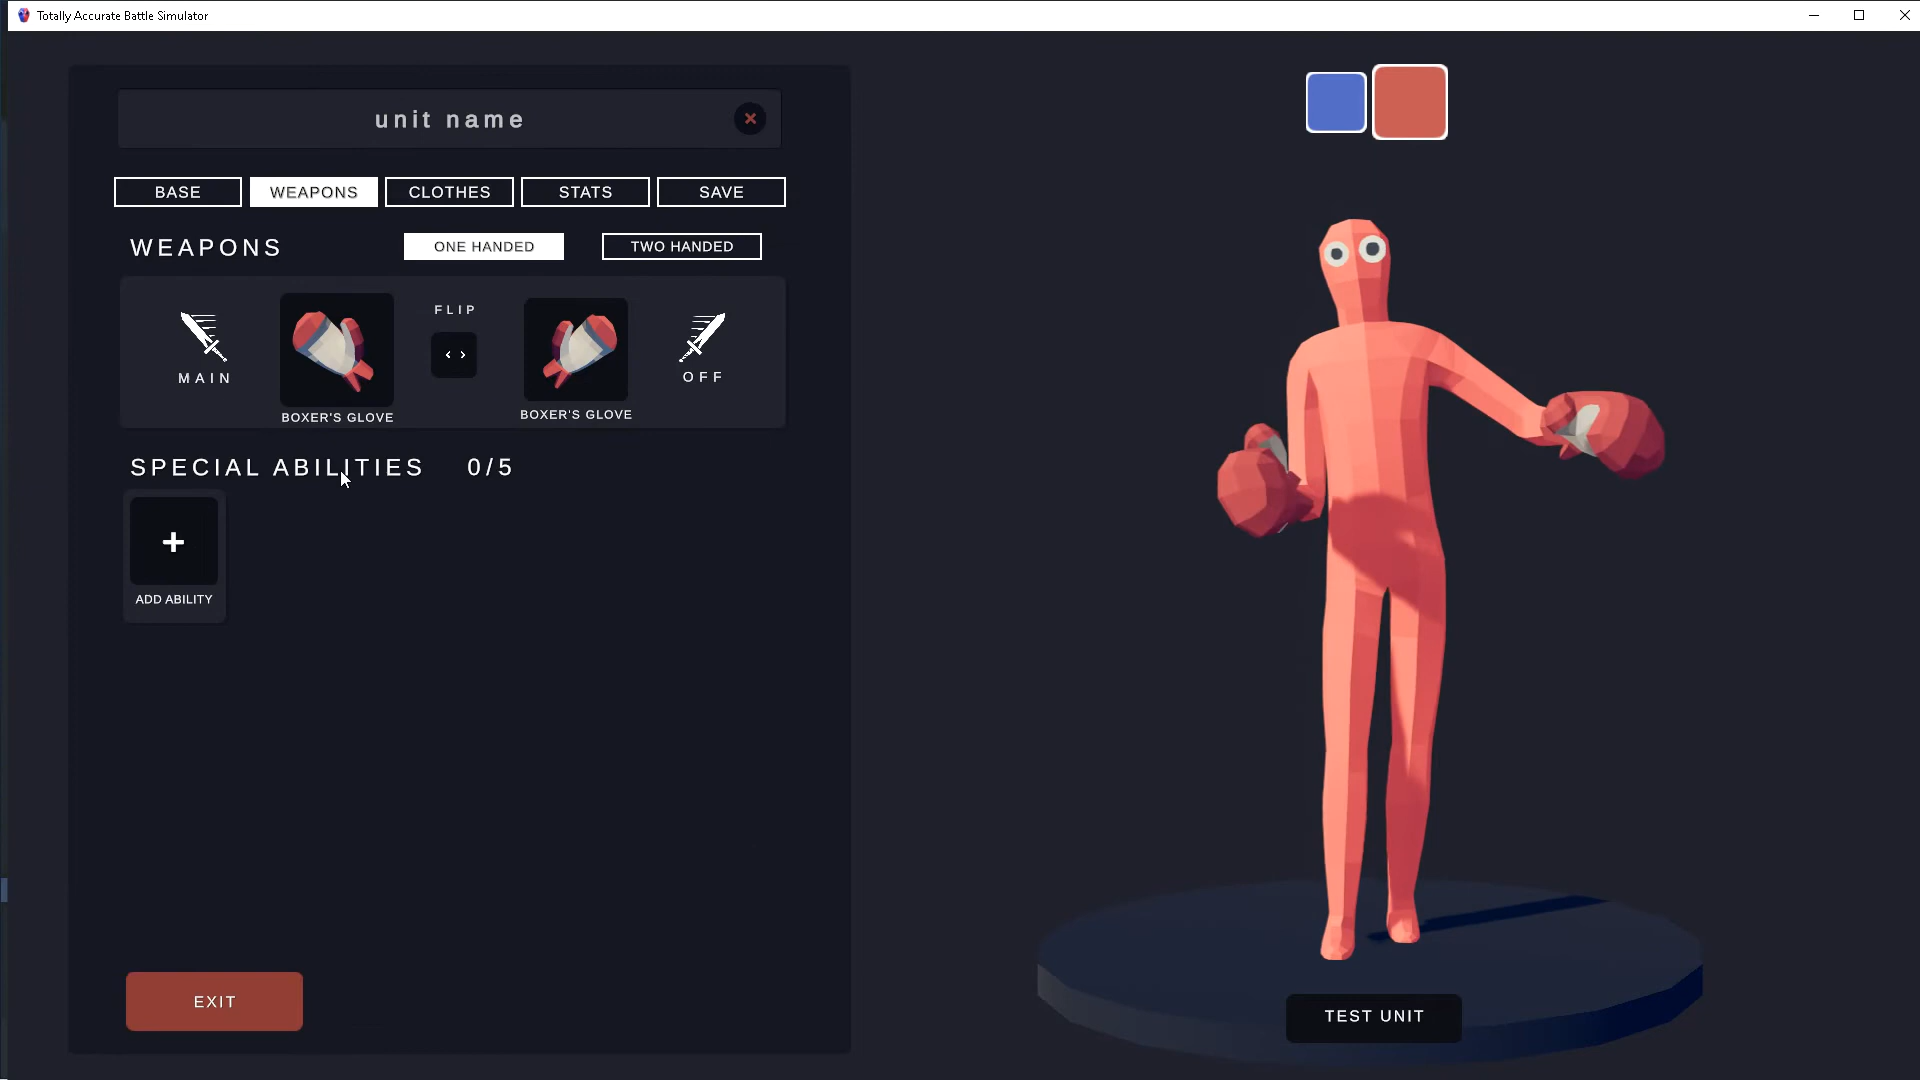 Totally Accurate Battle Simulator
unit name
BASE WEAPONS CLOTHES STATS SAVE
WEAPONS ONE HANDED TWO HANDED
FLIP
MAIN OFF
BOXER'S GLOVE BOXER'S GLOVE
SPECIAL ABILITIES 0/5
ADD ABILITY
EXIT
TEST UNIT